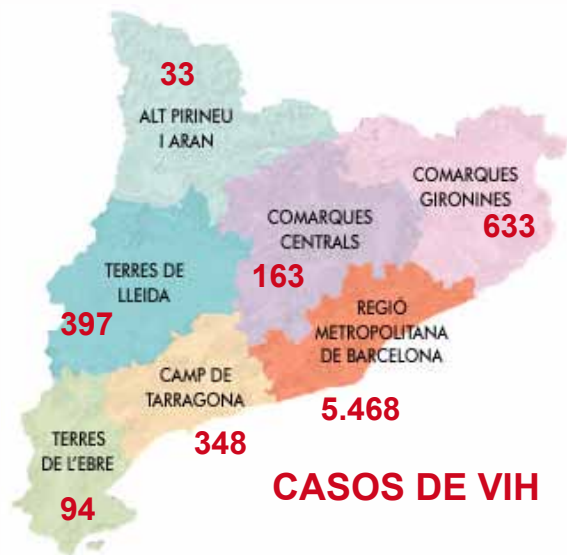 33
ALT PIRINEU
I ARAN
COMARQUES
GIRONINES
633
COMARQUES
CENTRALS
163
TERRES DE
LLEIDA
397
REGIÓ
METROPOLITANA
DE BARCELONA
5.468
CAMP DE
TARRAGONA
348
TERRES
DE L'EBRE
94
CASOS DE VIH